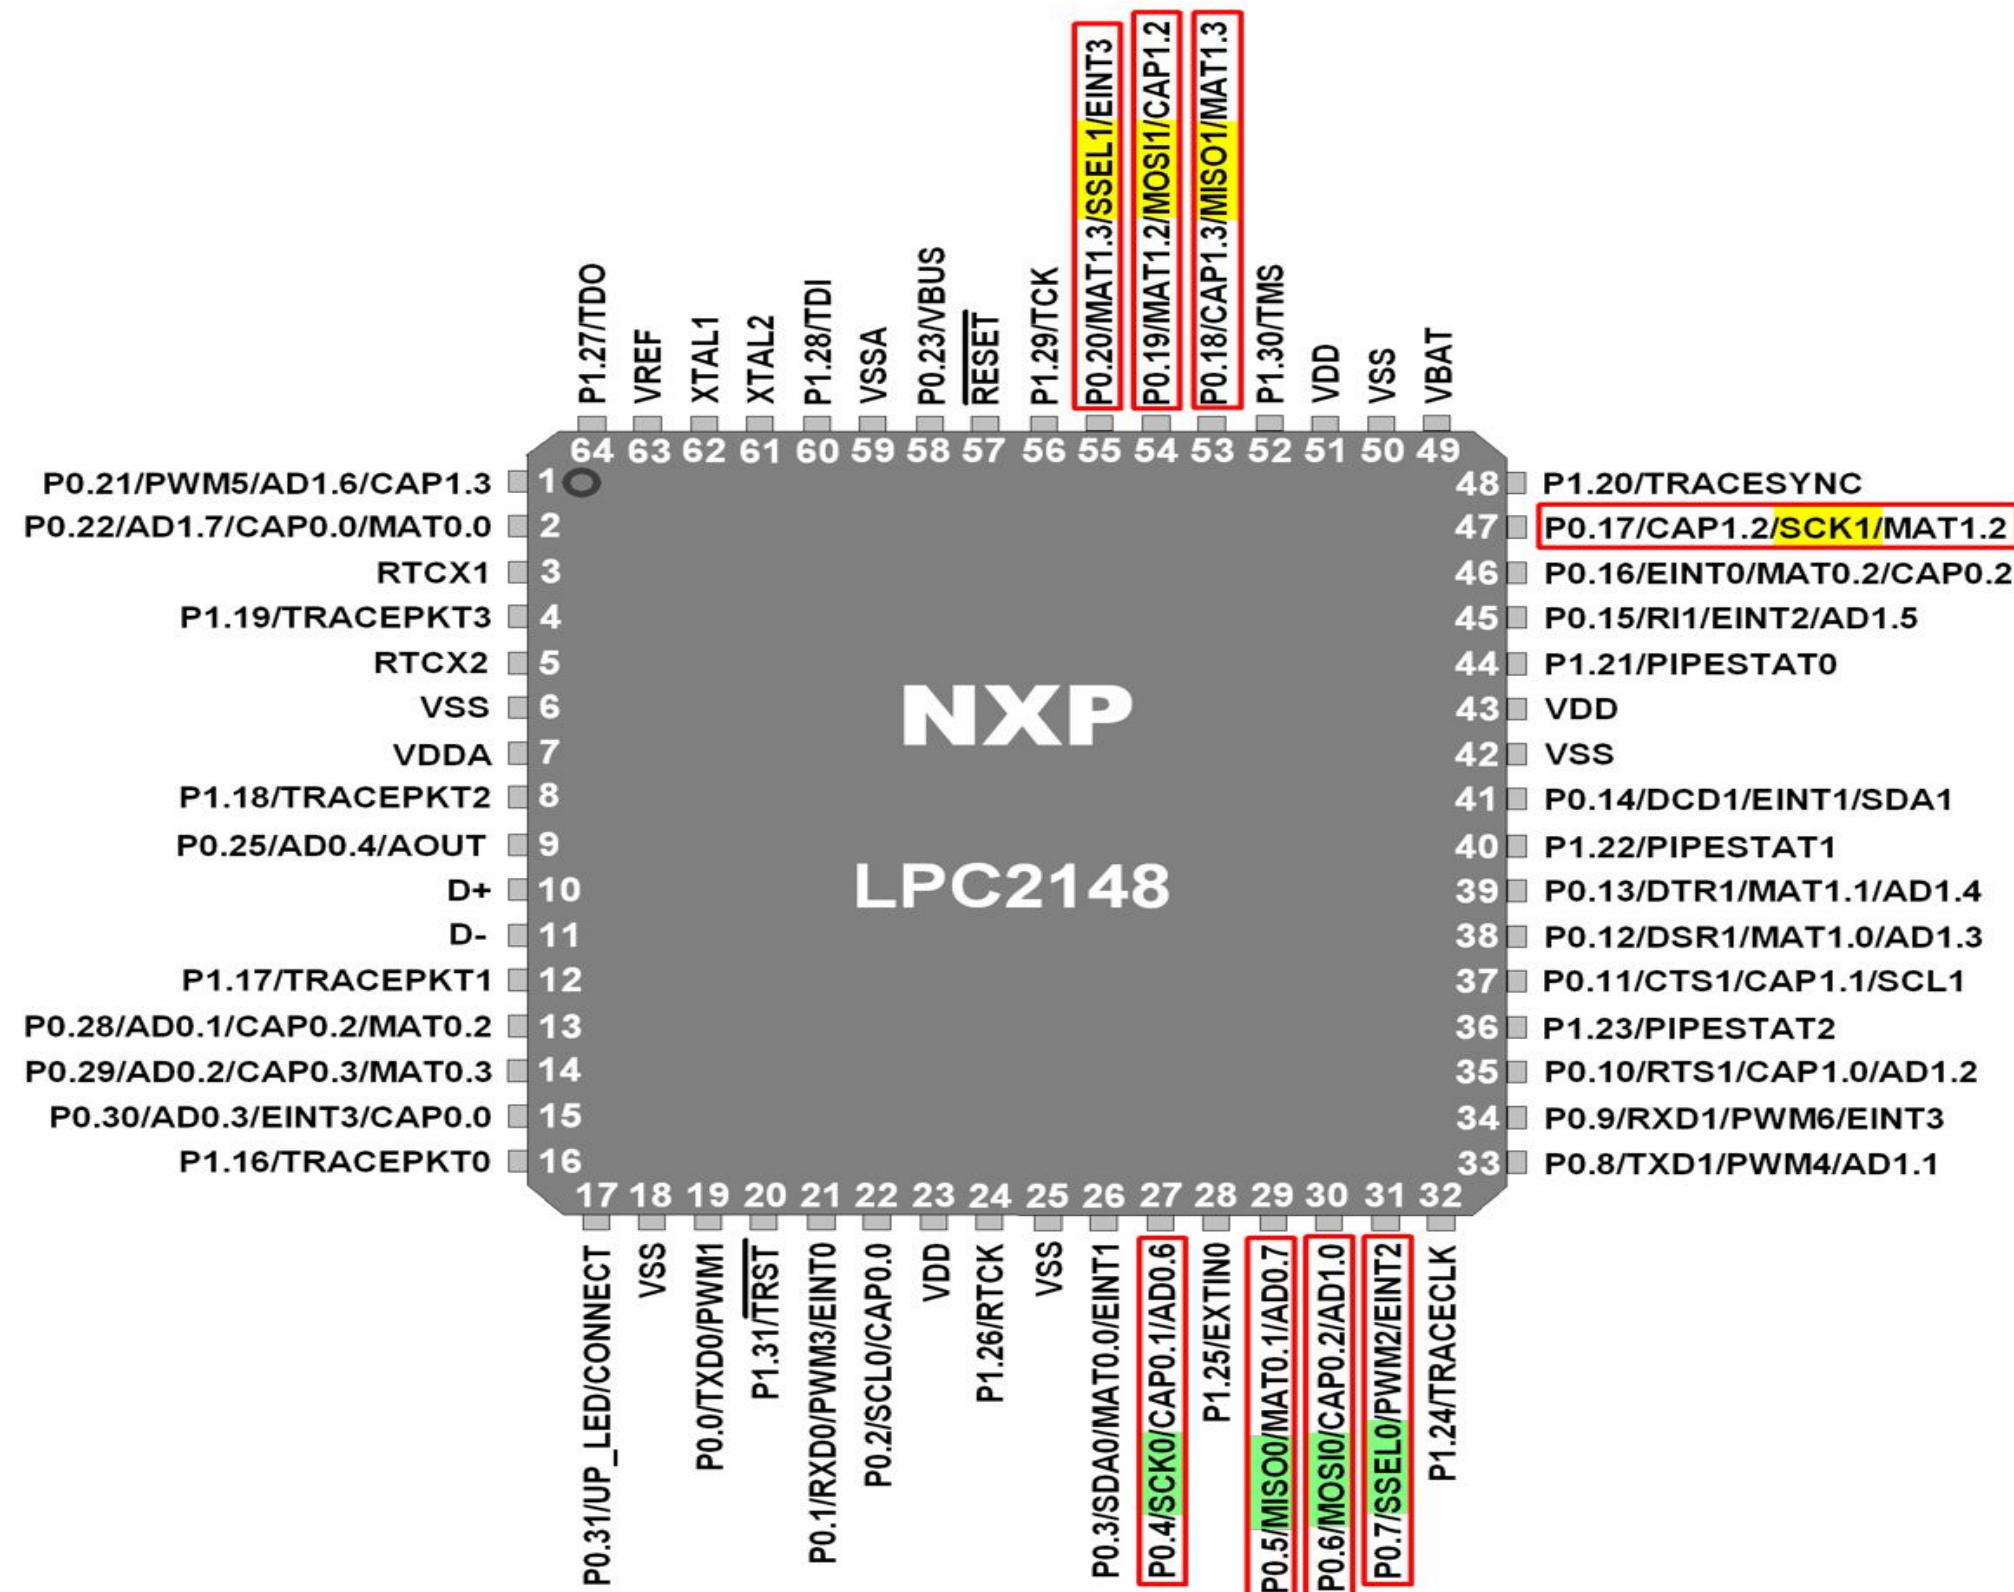 P1.27/TDO
VREF
XTAL1
XTAL2
P1.28/TDI
VSSA
P0.23/VBUS
RESET
P1.29/TCK
P0.20/MAT1.3/SSEL1/EINT3
P0.19/MAT1.2/MOSI1/CAP1.2
P0.18/CAP1.3/MISO1/MAT1.3
P1.30/TMS
VDD
VSS
VBAT
64 63 62 61 60 59 58 57 56 55 54 53 52 51 50 49
P0.21/PWM5/AD1.6/CAP1.3 1
P0.22/AD1.7/CAP0.0/MAT0.0 2
RTCX1 3
P1.19/TRACEPKT3 4
RTCX2 5
VSS 6
VDDA 7
P1.18/TRACEPKT2 8
P0.25/AD0.4/AOUT 9
D+ 10
D- 11
P1.17/TRACEPKT1 12
P0.28/AD0.1/CAP0.2/MAT0.2 13
P0.29/AD0.2/CAP0.3/MAT0.3 14
P0.30/AD0.3/EINT3/CAP0.0 15
P1.16/TRACEPKT0 16
NXP
LPC2148
48 P1.20/TRACESYNC
47 P0.17/CAP1.2/SCK1/MAT1.2
46 P0.16/EINT0/MAT0.2/CAP0.2
45 P0.15/RI1/EINT2/AD1.5
44 P1.21/PIPESTAT0
43 VDD
42 VSS
41 P0.14/DCD1/EINT1/SDA1
40 P1.22/PIPESTAT1
39 P0.13/DTR1/MAT1.1/AD1.4
38 P0.12/DSR1/MAT1.0/AD1.3
37 P0.11/CTS1/CAP1.1/SCL1
36 P1.23/PIPESTAT2
35 P0.10/RTS1/CAP1.0/AD1.2
34 P0.9/RXD1/PWM6/EINT3
33 P0.8/TXD1/PWM4/AD1.1
17 18 19 20 21 22 23 24 25 26 27 28 29 30 31 32
P0.31/UP_LED/CONNECT
VSS
P0.0/TXD0/PWM1
P1.31/TRST
P0.1/RXD0/PWM3/EINT0
P0.2/SCL0/CAP0.0
VDD
P1.26/RTCK
VSS
P0.3/SDA0/MAT0.0/EINT1
P0.4/SCK0/CAP0.1/AD0.6
P1.25/EXTIN0
P0.5/MISO0/MAT0.1/AD0.7
P0.6/MOSI0/CAP0.2/AD1.0
P0.7/SSEL0/PWM2/EINT2
P1.24/TRACECLK